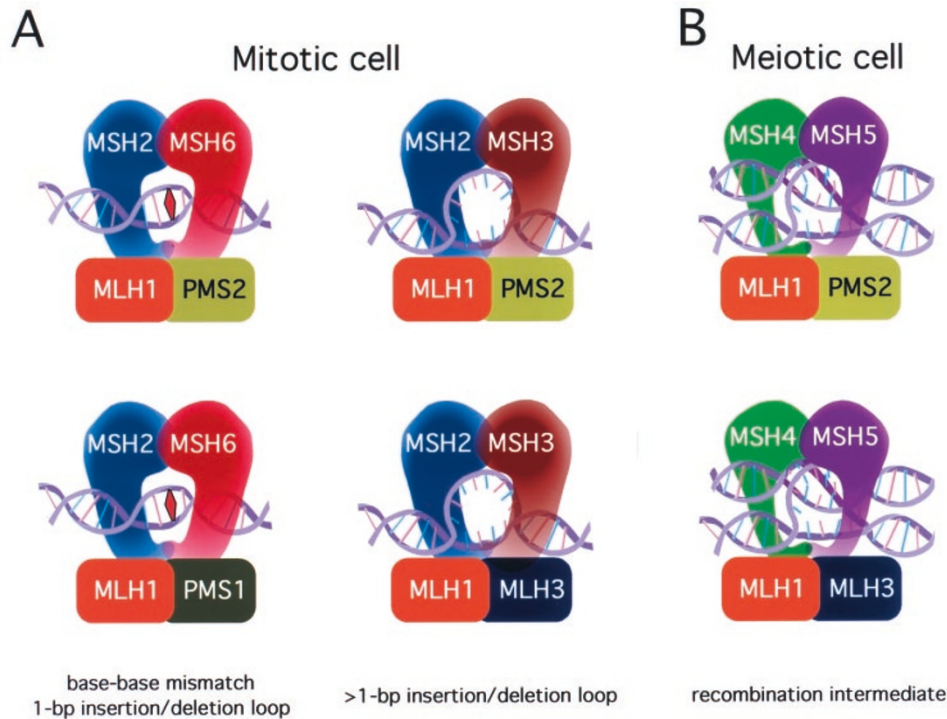 A
Mitotic cell
MSH2 MSH6
MLH1 PMS2
MSH2 MSH3
MLH1 PMS2
MSH2 MSH6
MLH1 PMS1
base-base mismatch
1-bp insertion/deletion loop
MSH2 MSH3
MLH1 MLH3
>1-bp insertion/deletion loop
B
Meiotic cell
MSH4 MSH5
MLH1 PMS2
MSH4 MSH5
MLH1 MLH3
recombination intermediate